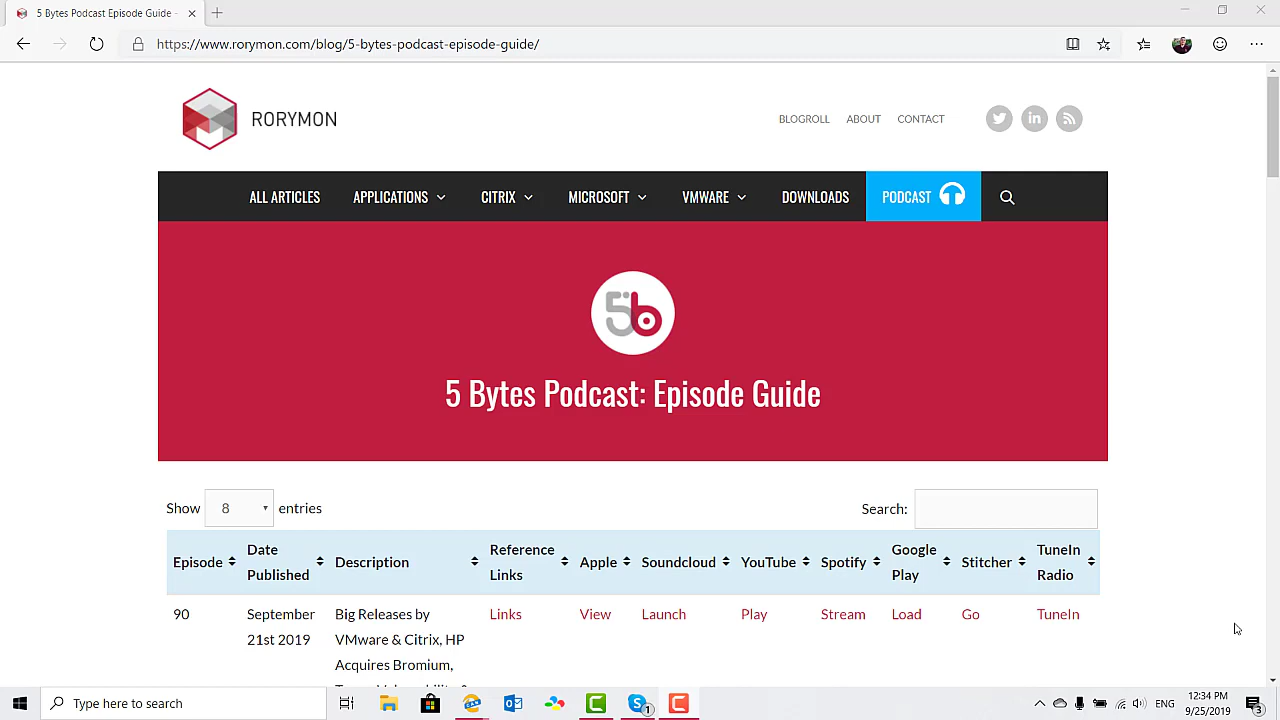 5 Bytes Podcast Episode Guide -
https://www.rorymon.com/blog/5-bytes-podcast-episode-guide/
RORYMON
BLOGROLL ABOUT CONTACT
ALL ARTICLES APPLICATIONS CITRIX MICROSOFT VMWARE DOWNLOADS PODCAST
5b
5 Bytes Podcast: Episode Guide
Show 8 entries Search:
Episode Date Published Description Reference Links Apple Soundcloud YouTube Spotify Google Play Stitcher TuneIn Radio
90 September Big Releases by Links View Launch Play Stream Load Go TuneIn
21st 2019 VMware & Citrix, HP
Acquires Bromium,
Type here to search
ENG
12:34 PM
9/25/2019
1
3